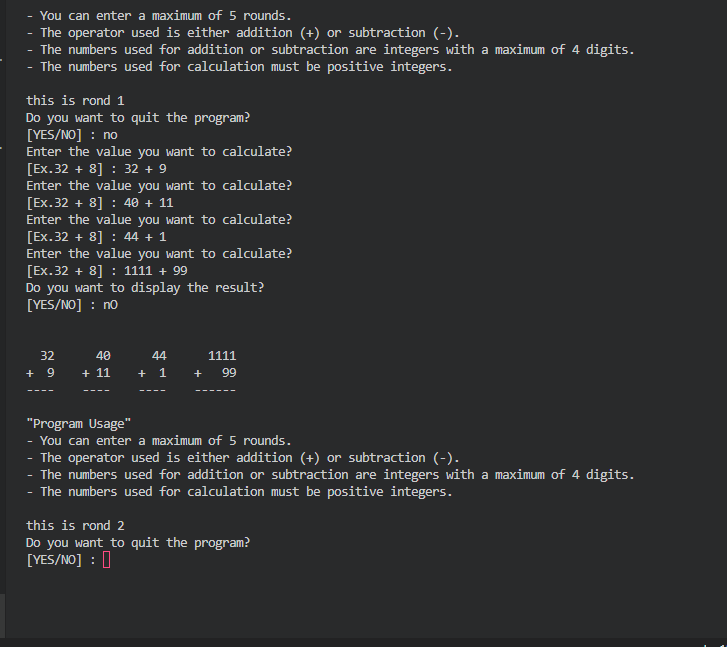 - You can enter a maximum of 5 rounds.
- The operator used is either addition (+) or subtraction (-).
- The numbers used for addition or subtraction are integers with a maximum of 4 digits.
- The numbers used for calculation must be positive integers.

this is rond 1
Do you want to quit the program?
[YES/NO] : no
Enter the value you want to calculate?
[Ex.32 + 8] : 32 + 9
Enter the value you want to calculate?
[Ex.32 + 8] : 40 + 11
Enter the value you want to calculate?
[Ex.32 + 8] : 44 + 1
Enter the value you want to calculate?
[Ex.32 + 8] : 1111 + 99
Do you want to display the result?
[YES/NO] : nO

  32      40      44      1111
+  9    + 11    +  1    +   99
----    ----    ----    ------

"Program Usage"
- You can enter a maximum of 5 rounds.
- The operator used is either addition (+) or subtraction (-).
- The numbers used for addition or subtraction are integers with a maximum of 4 digits.
- The numbers used for calculation must be positive integers.

this is rond 2
Do you want to quit the program?
[YES/NO] :